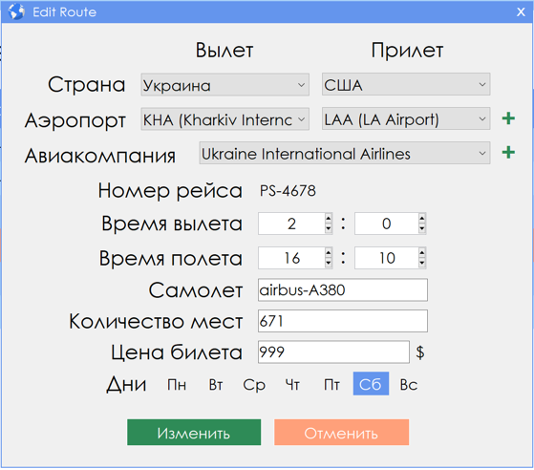 Edit Route X
Вылет Прилет
Страна Украина США
Аэропорт KHA (Kharkiv Internc LAA (LA Airport) +
Авиакомпания Ukraine International Airlines +
Номер рейса PS-4678
Время вылета 2 : 0
Время полета 16 : 10
Самолет airbus-A380
Количество мест 671
Цена билета 999 $
Дни Пн Вт Ср Чт Пт Сб Вс
Изменить Отменить